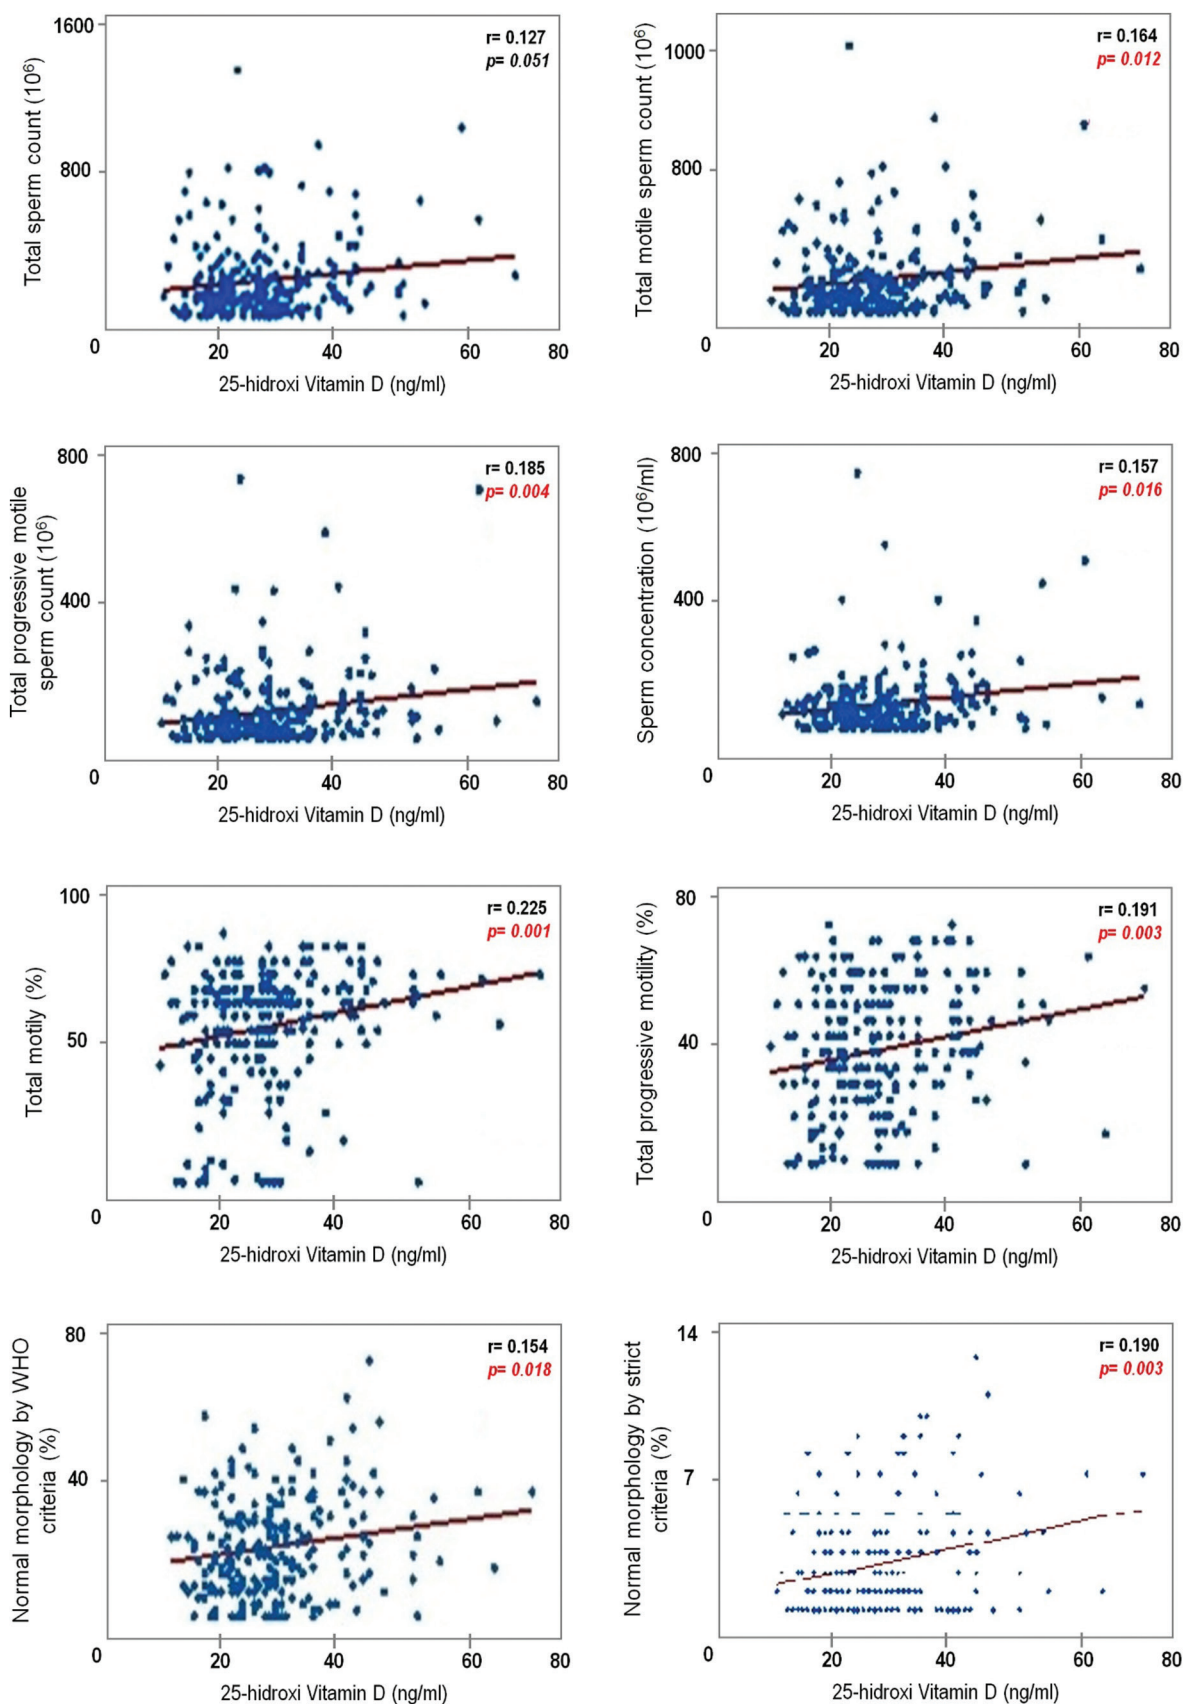 Total sperm count (10⁶)
1600
800
0
r= 0.127
p= 0.051
20 40 60 80
25-hidroxi Vitamin D (ng/ml)
Total motile sperm count (10⁶)
1000
800
0
r= 0.164
p= 0.012
20 40 60 80
25-hidroxi Vitamin D (ng/ml)
Total progressive motile
sperm count (10⁶)
800
400
0
r= 0.185
p= 0.004
20 40 60 80
25-hidroxi Vitamin D (ng/ml)
Sperm concentration (10⁶/ml)
800
400
0
r= 0.157
p= 0.016
20 40 60 80
25-hidroxi Vitamin D (ng/ml)
Total motily (%)
100
50
0
r= 0.225
p= 0.001
20 40 60 80
25-hidroxi Vitamin D (ng/ml)
Total progressive motility (%)
80
40
0
r= 0.191
p= 0.003
20 40 60 80
25-hidroxi Vitamin D (ng/ml)
Normal morphology by WHO
criteria (%)
80
40
0
r= 0.154
p= 0.018
20 40 60 80
25-hidroxi Vitamin D (ng/ml)
Normal morphology by strict
criteria (%)
14
7
0
r= 0.190
p= 0.003
20 40 60 80
25-hidroxi Vitamin D (ng/ml)